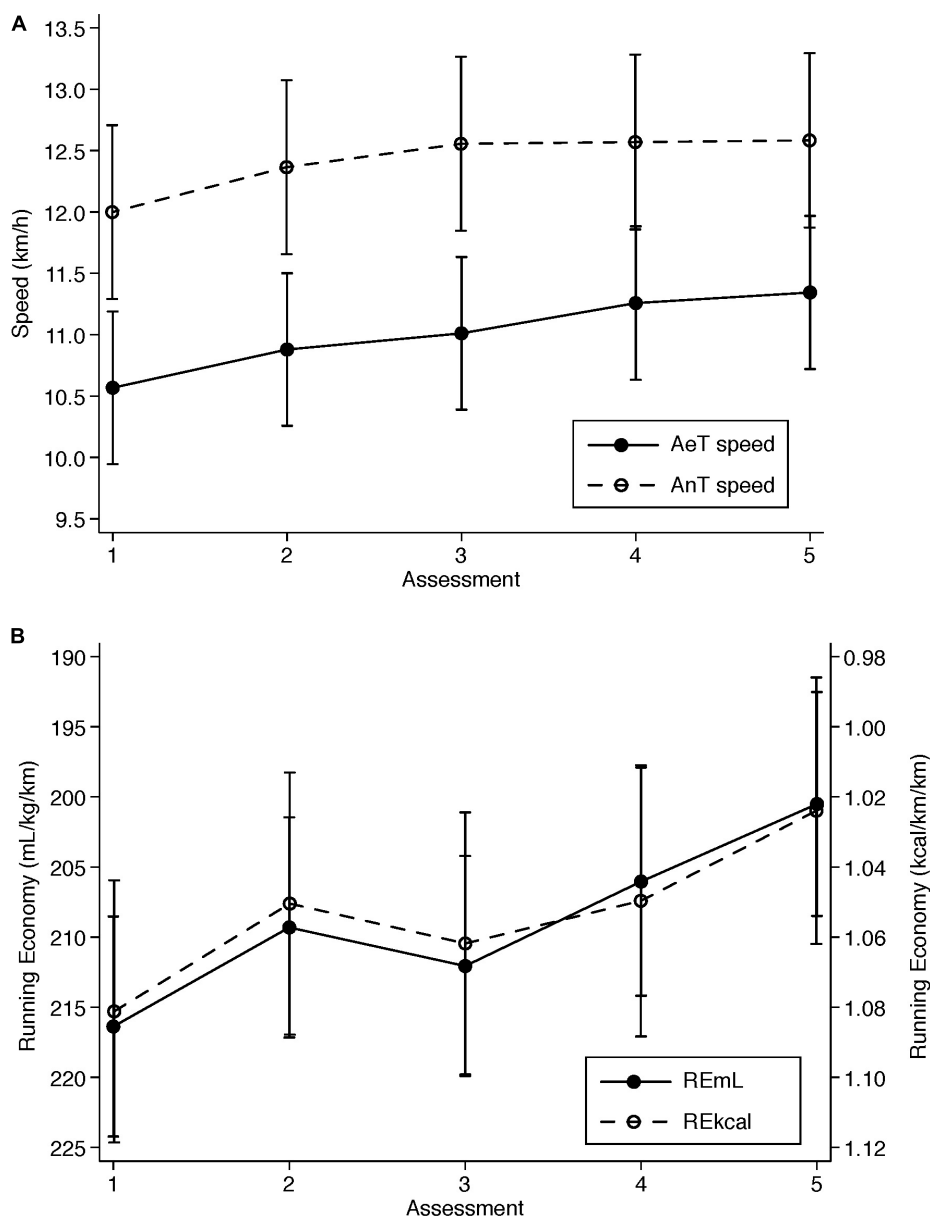 A
13.5
13.0
12.5
12.0
11.5
11.0
10.5
10.0
9.5
Speed (km/h)
AeT speed
AnT speed
1 2 3 4 5
Assessment
B
190
195
200
205
210
215
220
225
Running Economy (mL/kg/km)
0.98
1.00
1.02
1.04
1.06
1.08
1.10
1.12
Running Economy (kcal/km/km)
REmL
REkcal
1 2 3 4 5
Assessment